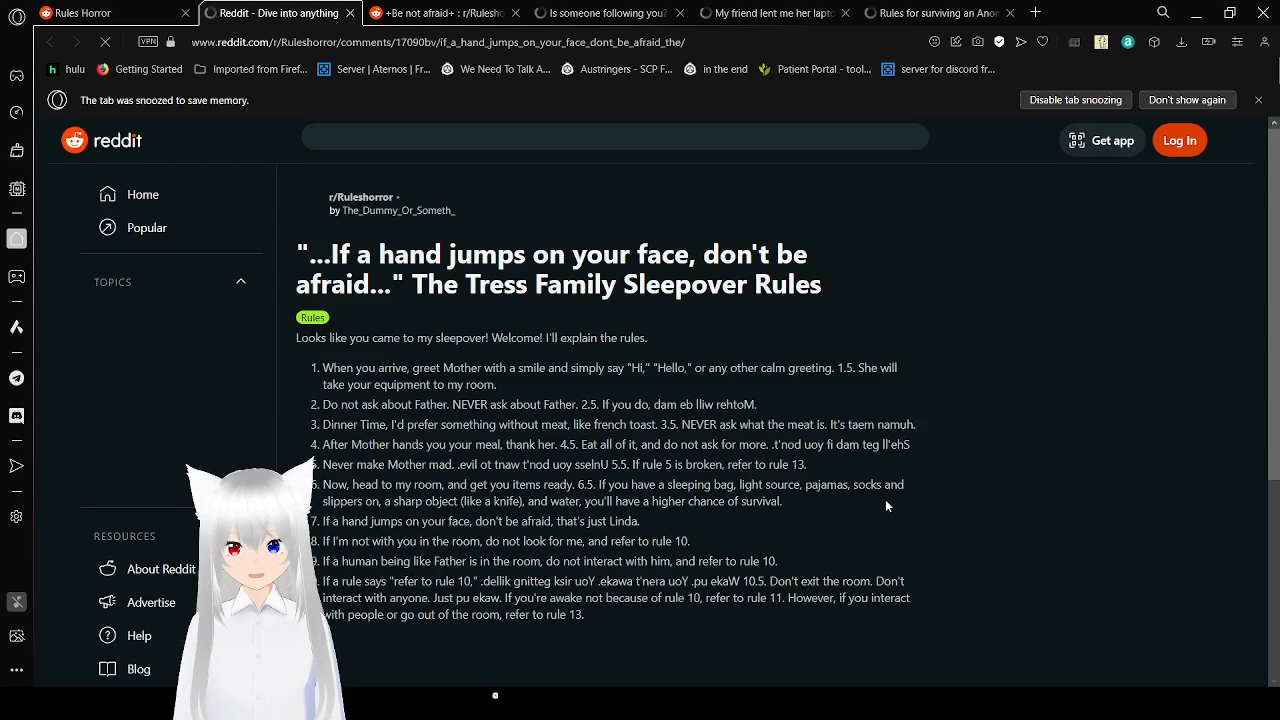 Rules Horror
Reddit - Dive into anything
+Be not afraid+ : r/Rulesho
Is someone following you?
My friend lent me her lapto
Rules for surviving an Anon
VPN
www.reddit.com/r/Ruleshorror/comments/17090bv/if_a_hand_jumps_on_your_face_dont_be_afraid_the/
hulu
Getting Started
Imported from Firef...
Server | Aternos | Fr...
We Need To Talk A...
Austringers - SCP F...
in the end
Patient Portal - tool...
server for discord fr...
The tab was snoozed to save memory.
Disable tab snoozing
Don't show again
reddit
Get app
Log In
Home
Popular
TOPICS
RESOURCES
About Reddit
Advertise
Help
Blog
r/Ruleshorror •
by The_Dummy_Or_Someth_
"...If a hand jumps on your face, don't be
afraid..." The Tress Family Sleepover Rules
Rules
Looks like you came to my sleepover! Welcome! I'll explain the rules.
1. When you arrive, greet Mother with a smile and simply say "Hi," "Hello," or any other calm greeting. 1.5. She will
take your equipment to my room.
2. Do not ask about Father. NEVER ask about Father. 2.5. If you do, dam eb lliw rehtoM.
3. Dinner Time, I'd prefer something without meat, like french toast. 3.5. NEVER ask what the meat is. It's taem namuh.
4. After Mother hands you your meal, thank her. 4.5. Eat all of it, and do not ask for more. .t'nod uoy fi dam teg ll'ehS
Never make Mother mad. .evil ot tnaw t'nod uoy sselnU 5.5. If rule 5 is broken, refer to rule 13.
Now, head to my room, and get you items ready. 6.5. If you have a sleeping bag, light source, pajamas, socks and
slippers on, a sharp object (like a knife), and water, you'll have a higher chance of survival.
7. If a hand jumps on your face, don't be afraid, that's just Linda.
8. If I'm not with you in the room, do not look for me, and refer to rule 10.
If a human being like Father is in the room, do not interact with him, and refer to rule 10.
If a rule says "refer to rule 10," .dellik gnitteg ksir uoY .ekawa t'nera uoY .pu ekaW 10.5. Don't exit the room. Don't
interact with anyone. Just pu ekaw. If you're awake not because of rule 10, refer to rule 11. However, if you interact
with people or go out of the room, refer to rule 13.